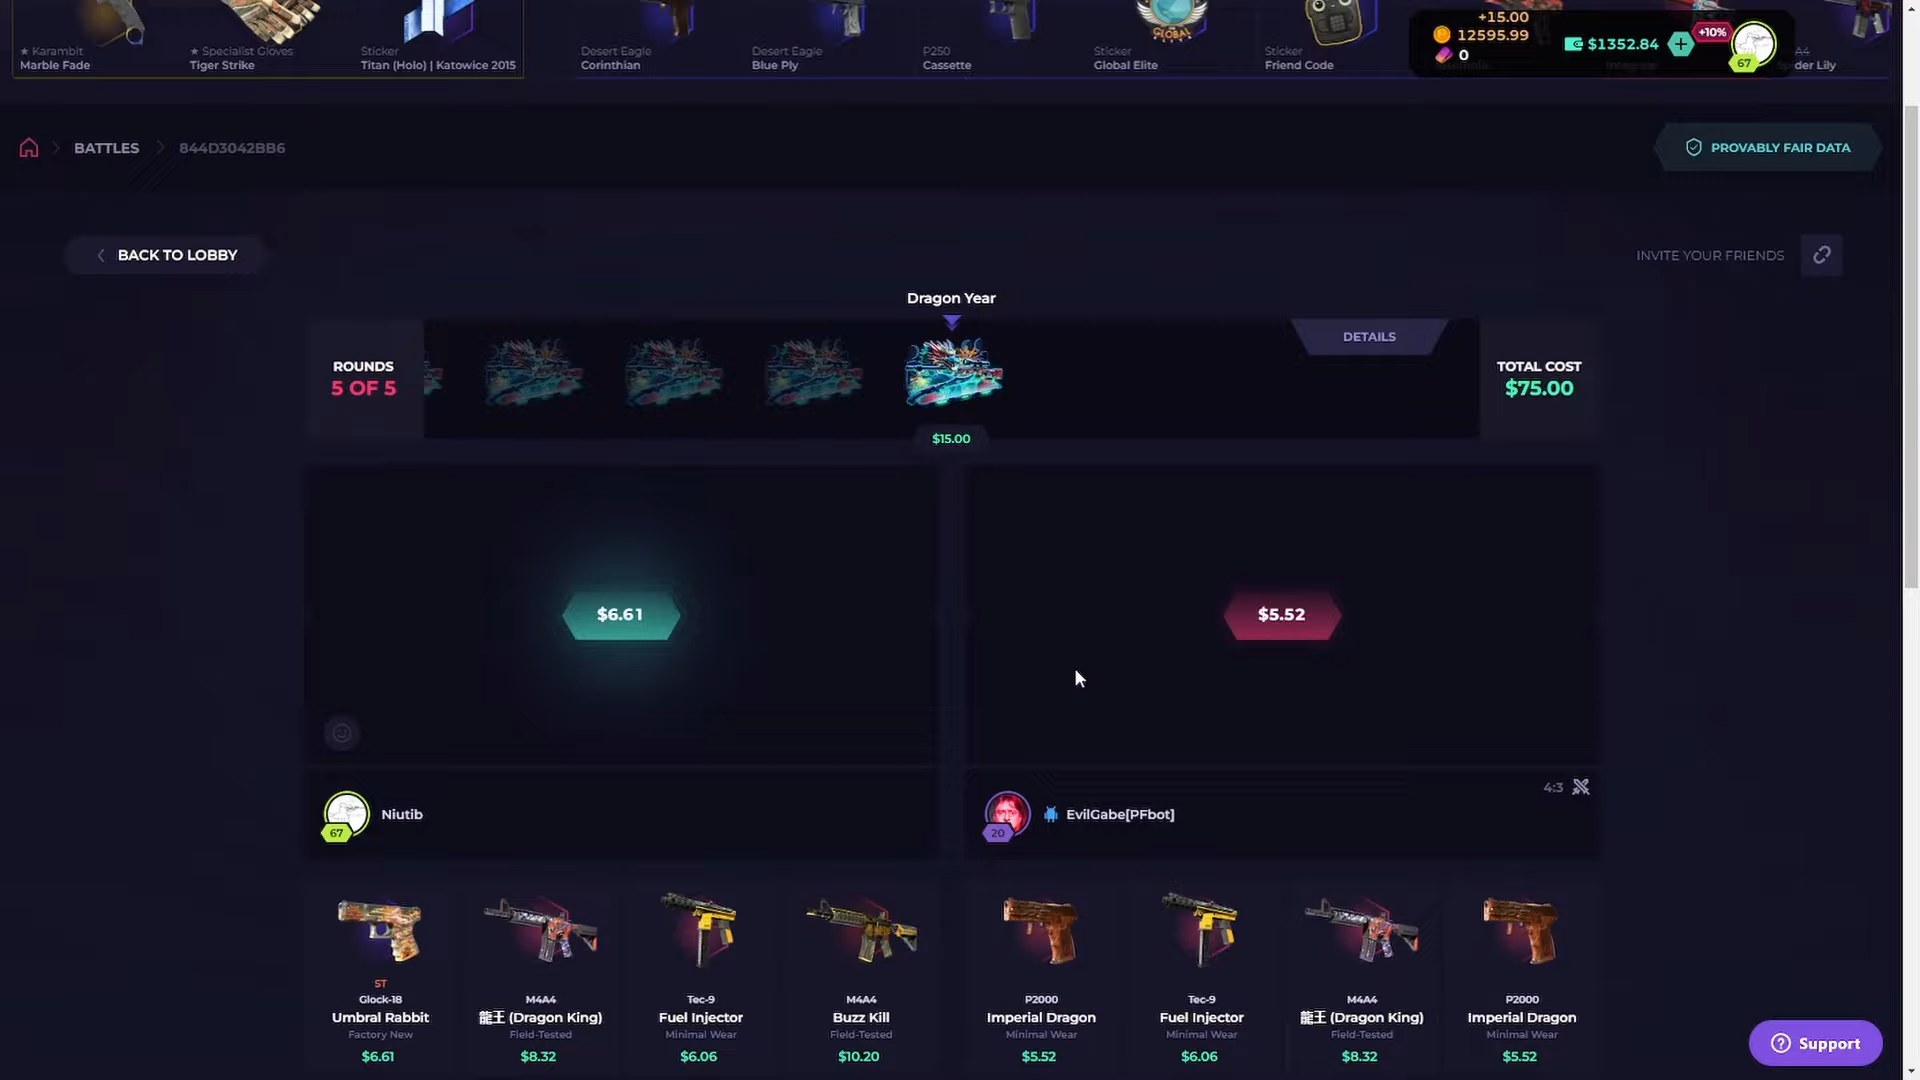 ★ Karambit
Marble Fade
★ Specialist Gloves
Tiger Strike
Sticker
Titan (Holo) | Katowice 2015
Desert Eagle
Corinthian
Desert Eagle
Blue Ply
P250
Cassette
Sticker
Global Elite
Sticker
Friend Code
+15.00
12595.99
0
$1352.84
+10%
67
A4
der Lily
BATTLES
844D3042BB6
PROVABLY FAIR DATA
BACK TO LOBBY
INVITE YOUR FRIENDS
Dragon Year
DETAILS
ROUNDS
5 OF 5
TOTAL COST
$75.00
$15.00
$6.61
$5.52
67
Niutib
20
EvilGabe[PFbot]
4:3
ST
Glock-18
Umbral Rabbit
Factory New
$6.61
M4A4
龍王 (Dragon King)
Field-Tested
$8.32
Tec-9
Fuel Injector
Minimal Wear
$6.06
M4A4
Buzz Kill
Field-Tested
$10.20
P2000
Imperial Dragon
Minimal Wear
$5.52
Tec-9
Fuel Injector
Minimal Wear
$6.06
M4A4
龍王 (Dragon King)
Field-Tested
$8.32
P2000
Imperial Dragon
Minimal Wear
$5.52
Support